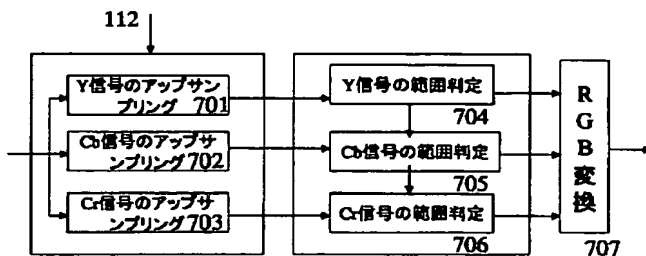 112
Y信号のアップサンプリング 701
Cb信号のアップサンプリング 702
Cr信号のアップサンプリング 703
Y信号の範囲判定
704
Cb信号の範囲判定
705
Cr信号の範囲判定
706
RGB変換
707